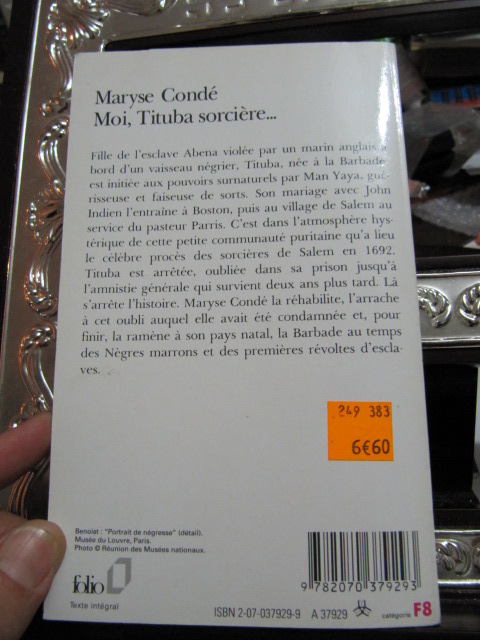 Maryse Condé
Moi, Tituba sorcière...
Fille de l'esclave Abena violée par un marin anglais à
bord d'un vaisseau négrier, Tituba, née à la Barbade
est initiée aux pouvoirs surnaturels par Man Yaya, gué-
risseuse et faiseuse de sorts. Son mariage avec John
Indien l'entraîne à Boston, puis au village de Salem au
service du pasteur Parris. C'est dans l'atmosphère hys-
térique de cette petite communauté puritaine qu'a lieu
le célèbre procès des sorcières de Salem en 1692.
Tituba est arrêtée, oubliée dans sa prison jusqu'à
l'amnistie générale qui survient deux ans plus tard. Là
s'arrête l'histoire. Maryse Condé la réhabilite, l'arrache
à cet oubli auquel elle avait été condamnée et, pour
finir, la ramène à son pays natal, la Barbade au temps
des Nègres marrons et des premières révoltes d'escla-
ves.
249 383
6€60
Benoist : "Portrait de négresse" (détail).
Musée du Louvre, Paris.
Photo © Réunion des Musées nationaux.
folio
Texte intégral
9 782070 379293
ISBN 2-07-037929-9 A 37929 catégorie F8